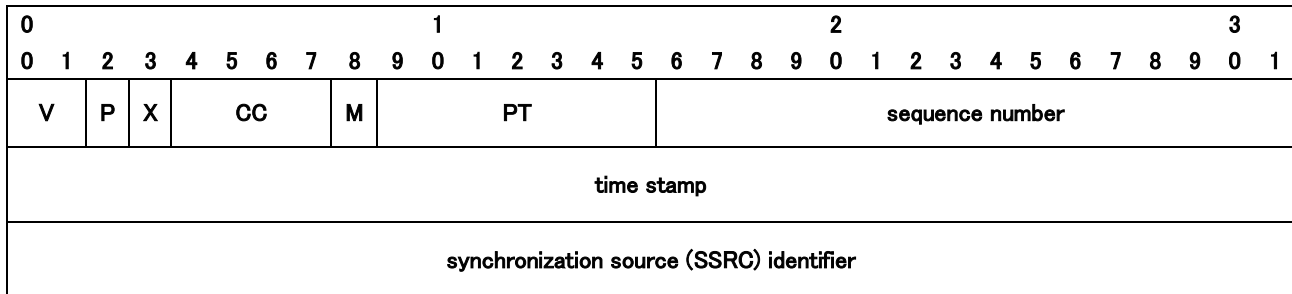 0 1 2 3
0 1 2 3 4 5 6 7 8 9 0 1 2 3 4 5 6 7 8 9 0 1 2 3 4 5 6 7 8 9 0 1
V P X CC M PT sequence number
time stamp
synchronization source (SSRC) identifier